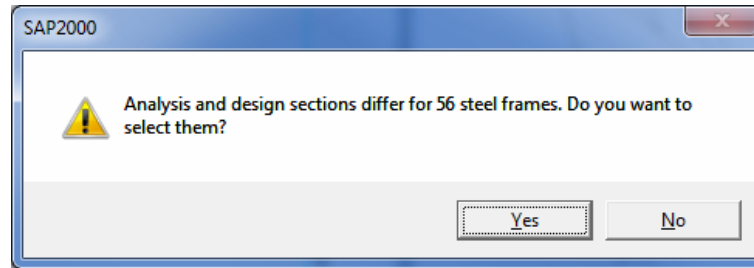 SAP2000
Analysis and design sections differ for 56 steel frames. Do you want to
select them?
Yes
No